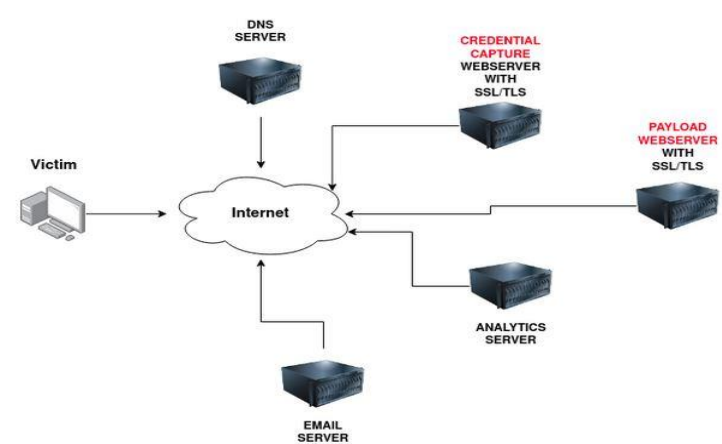 DNS
SERVER
CREDENTIAL
CAPTURE
WEBSERVER
WITH
SSL/TLS
PAYLOAD
WEBSERVER
WITH
SSL/TLS
Victim
Internet
ANALYTICS
SERVER
EMAIL
SERVER